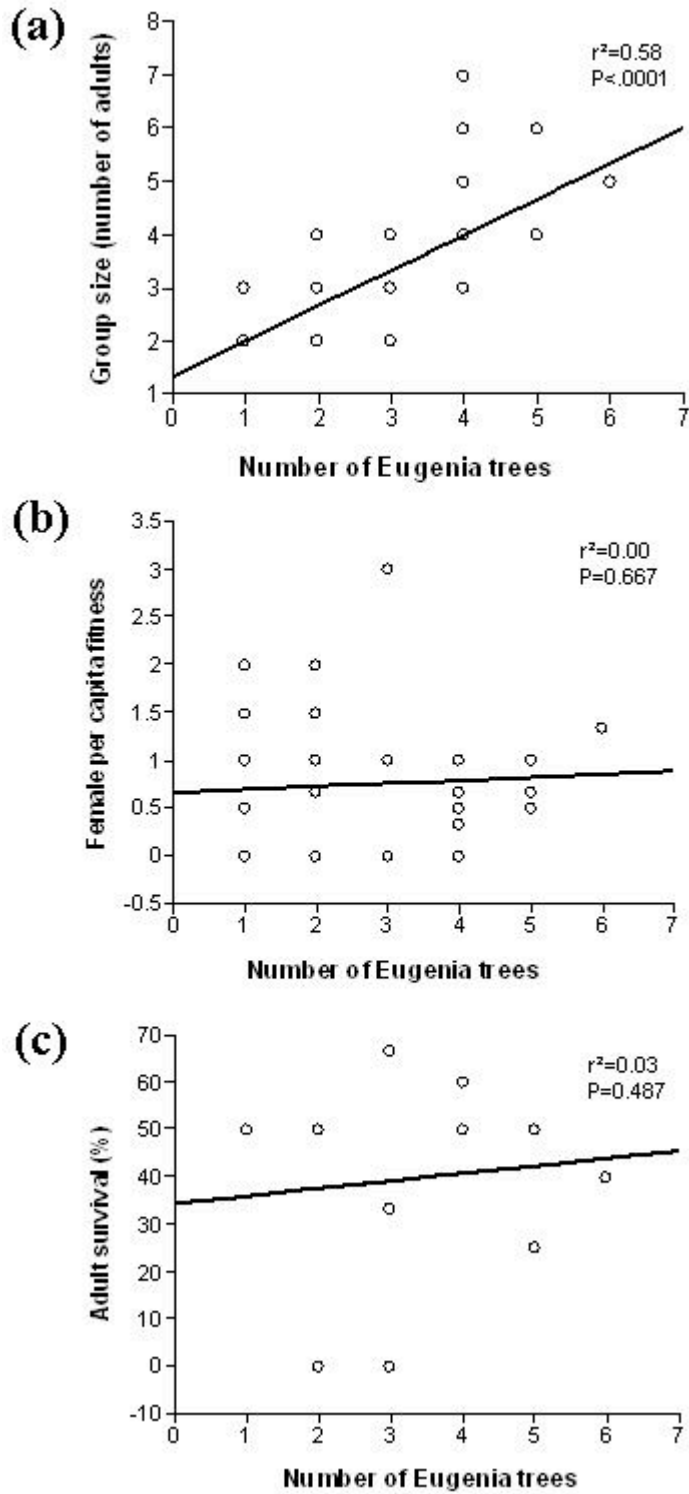 (a)
Group size (number of adults)
8
7
6
5
4
3
2
1
r²=0.58
P<.0001
0 1 2 3 4 5 6 7
Number of Eugenia trees
(b)
Female per capita fitness
3.5
3
2.5
2
1.5
1
0.5
0
-0.5
r²=0.00
P=0.667
0 1 2 3 4 5 6 7
Number of Eugenia trees
(c)
Adult survival (%)
70
60
50
40
30
20
10
0
-10
r²=0.03
P=0.487
0 1 2 3 4 5 6 7
Number of Eugenia trees